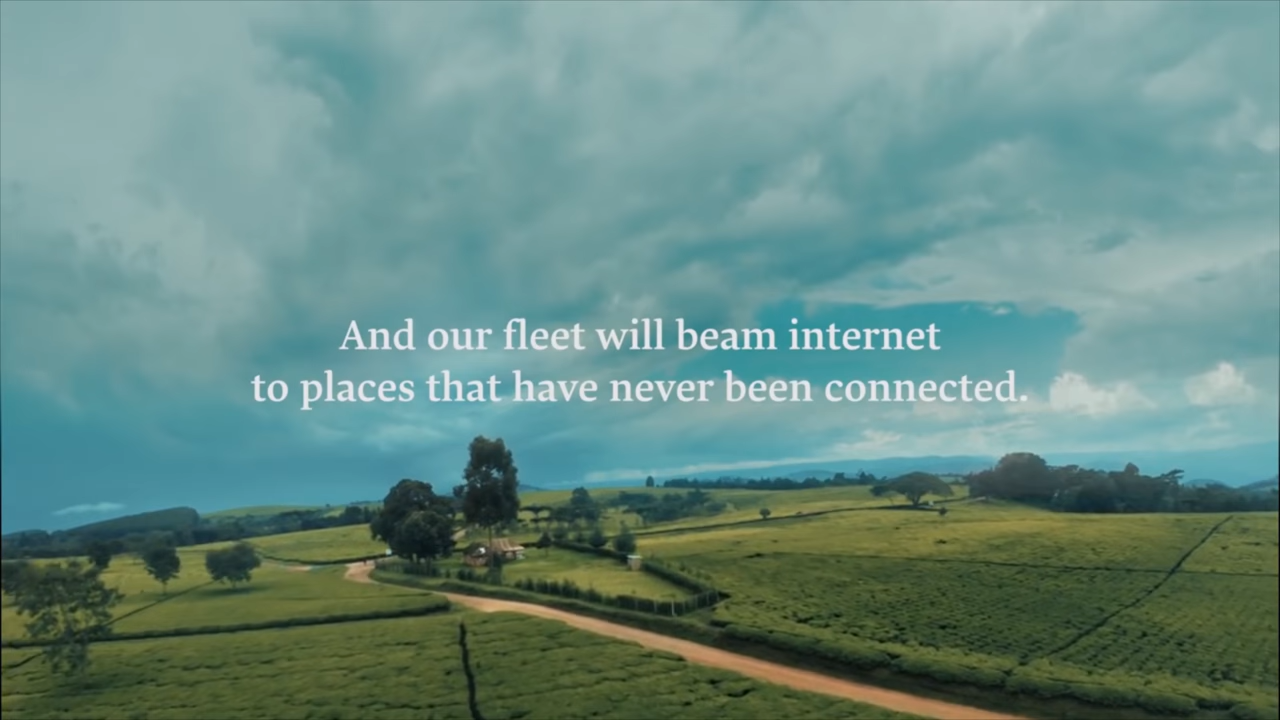 And our fleet will beam internet
to places that have never been connected.